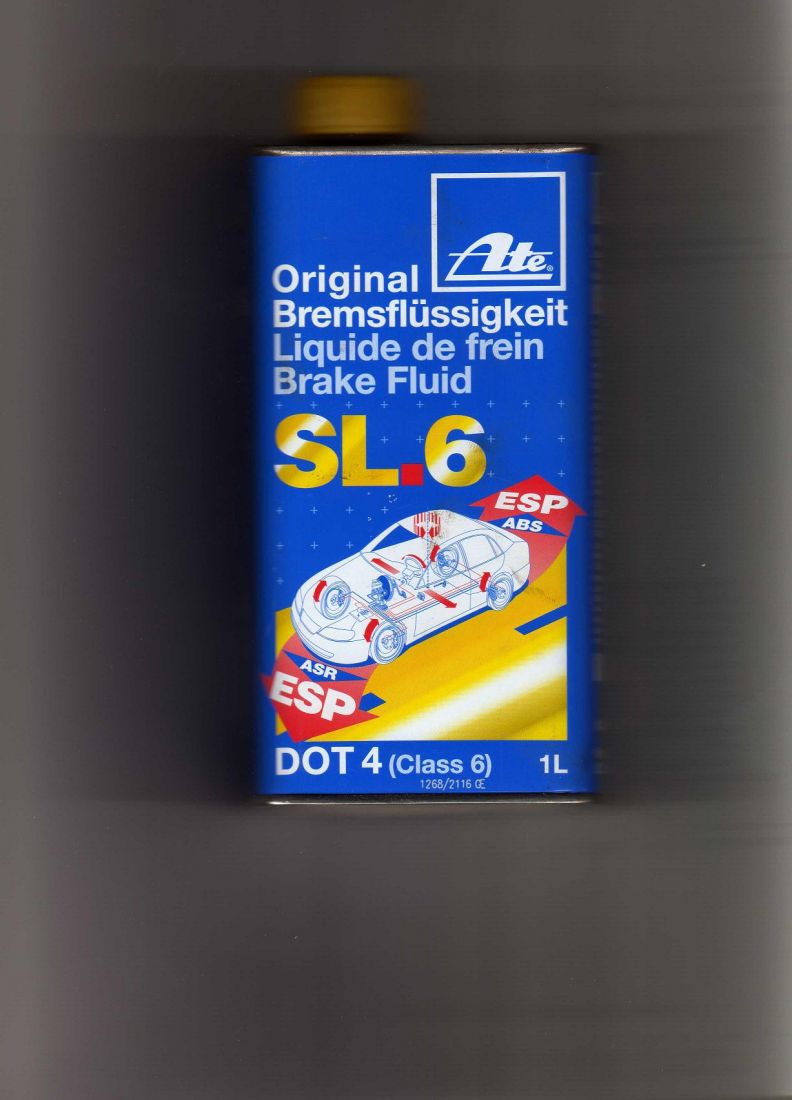 Ate®
Original
Bremsflüssigkeit
Liquide de frein
Brake Fluid
SL.6
ESP
ABS
ASR
ESP
DOT 4 (Class 6) 1L
1268/2116 CE